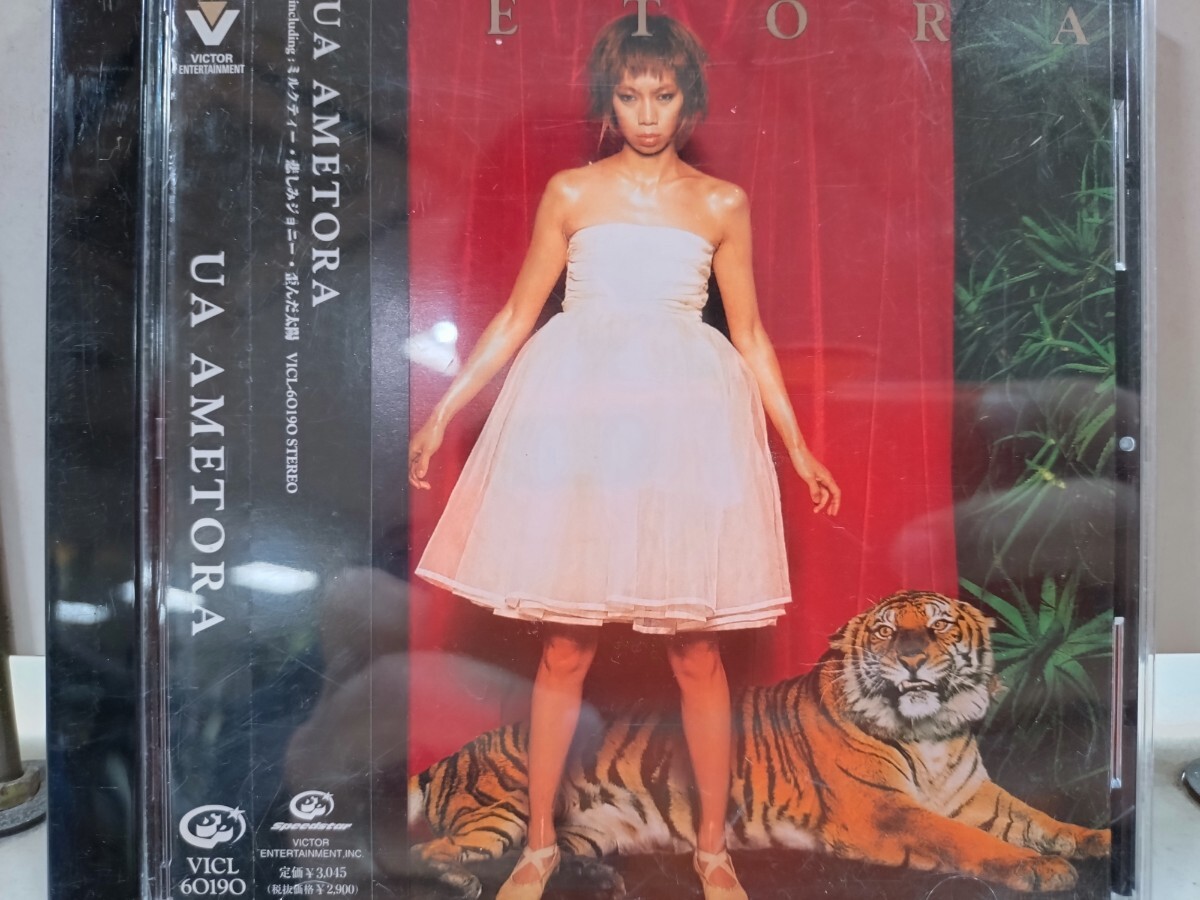 VICTOR
ENTERTAINMENT
UA AMETORA
VICL
60190
UA AMETORA
including : ミルクティー・悲しみジョニー・歪んだ太陽 VICL-60190 STEREO
Speedstar
VICTOR
ENTERTAINMENT, INC.
定価¥3,045
(税抜価格¥2,900)
E T O R A